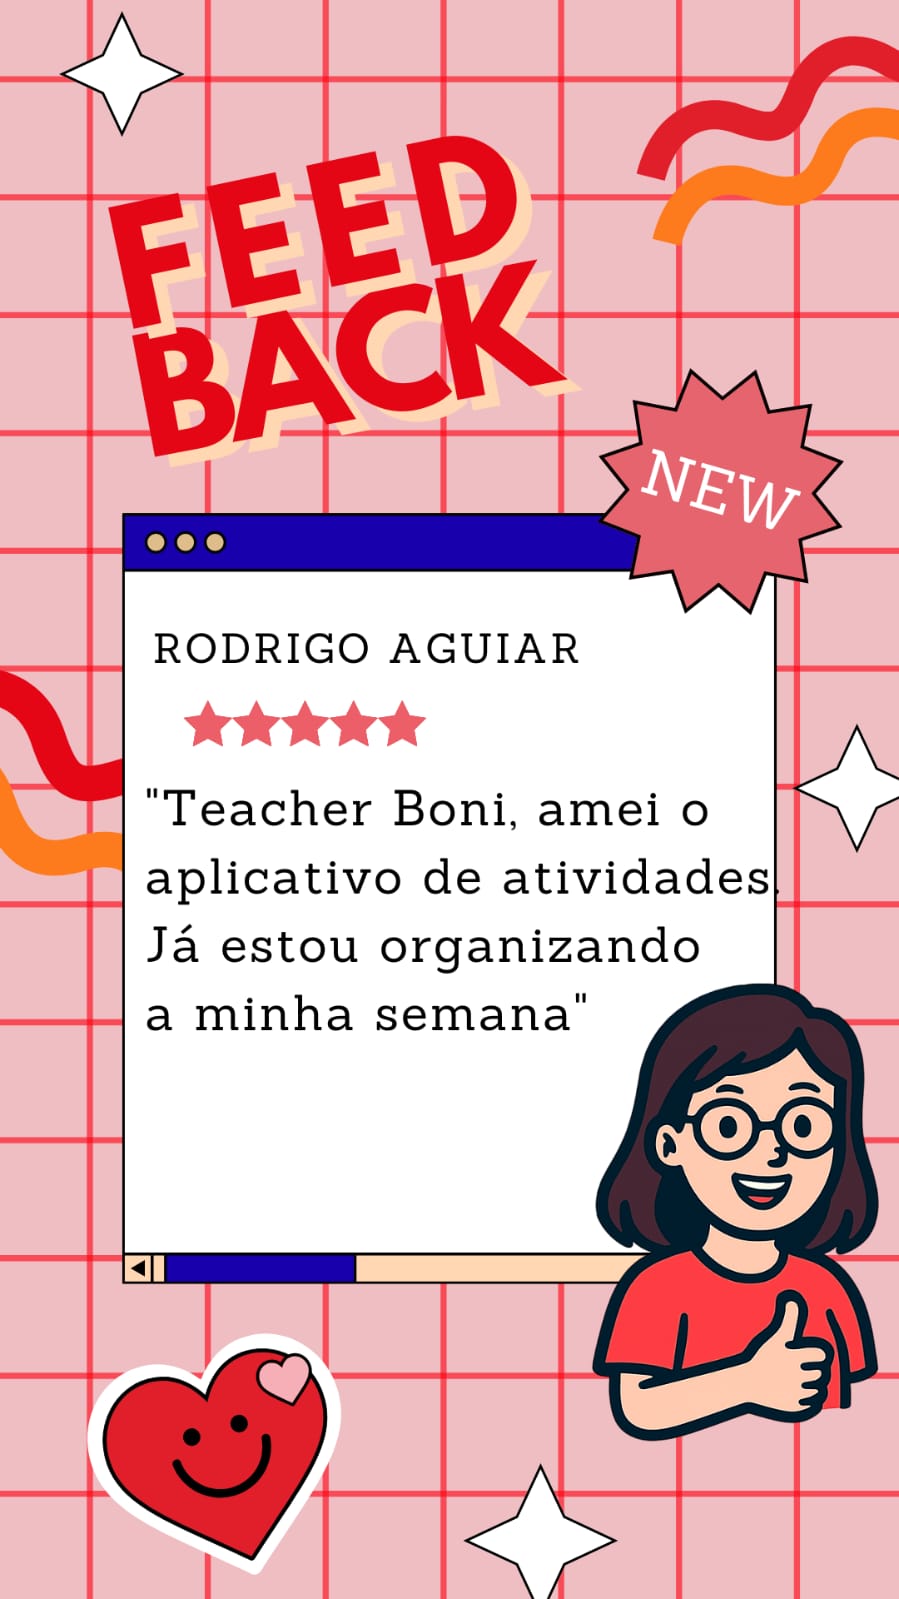 FEED
BACK
NEW
RODRIGO AGUIAR
"Teacher Boni, amei o
aplicativo de atividades.
Já estou organizando
a minha semana"